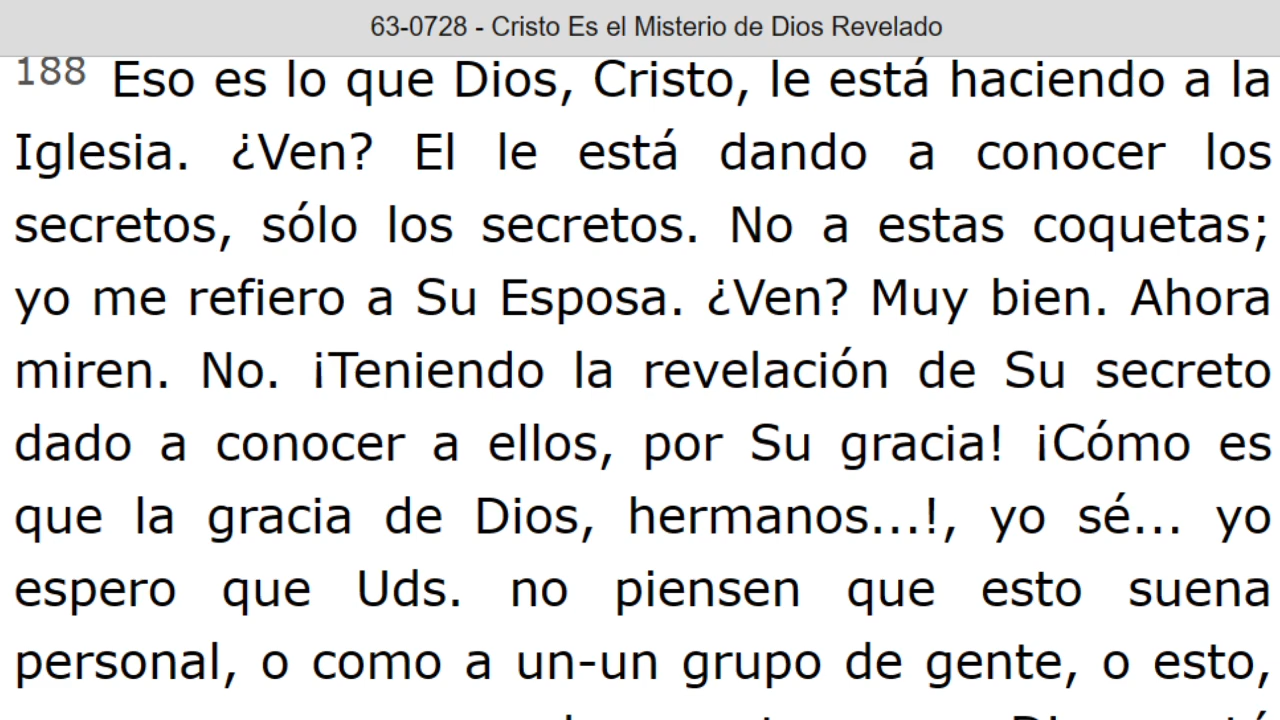 63-0728 - Cristo Es el Misterio de Dios Revelado
188 Eso es lo que Dios, Cristo, le está haciendo a la
Iglesia. ¿Ven? El le está dando a conocer los
secretos, sólo los secretos. No a estas coquetas;
yo me refiero a Su Esposa. ¿Ven? Muy bien. Ahora
miren. No. ¡Teniendo la revelación de Su secreto
dado a conocer a ellos, por Su gracia! ¡Cómo es
que la gracia de Dios, hermanos...!, yo sé... yo
espero que Uds. no piensen que esto suena
personal, o como a un-un grupo de gente, o esto,